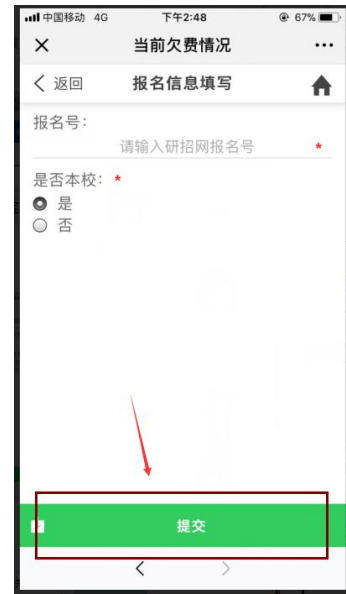 中国移动 4G 下午2:48 67%
当前欠费情况
返回 报名信息填写
报名号：
请输入研招网报名号 *
是否本校： *
是
否
提交